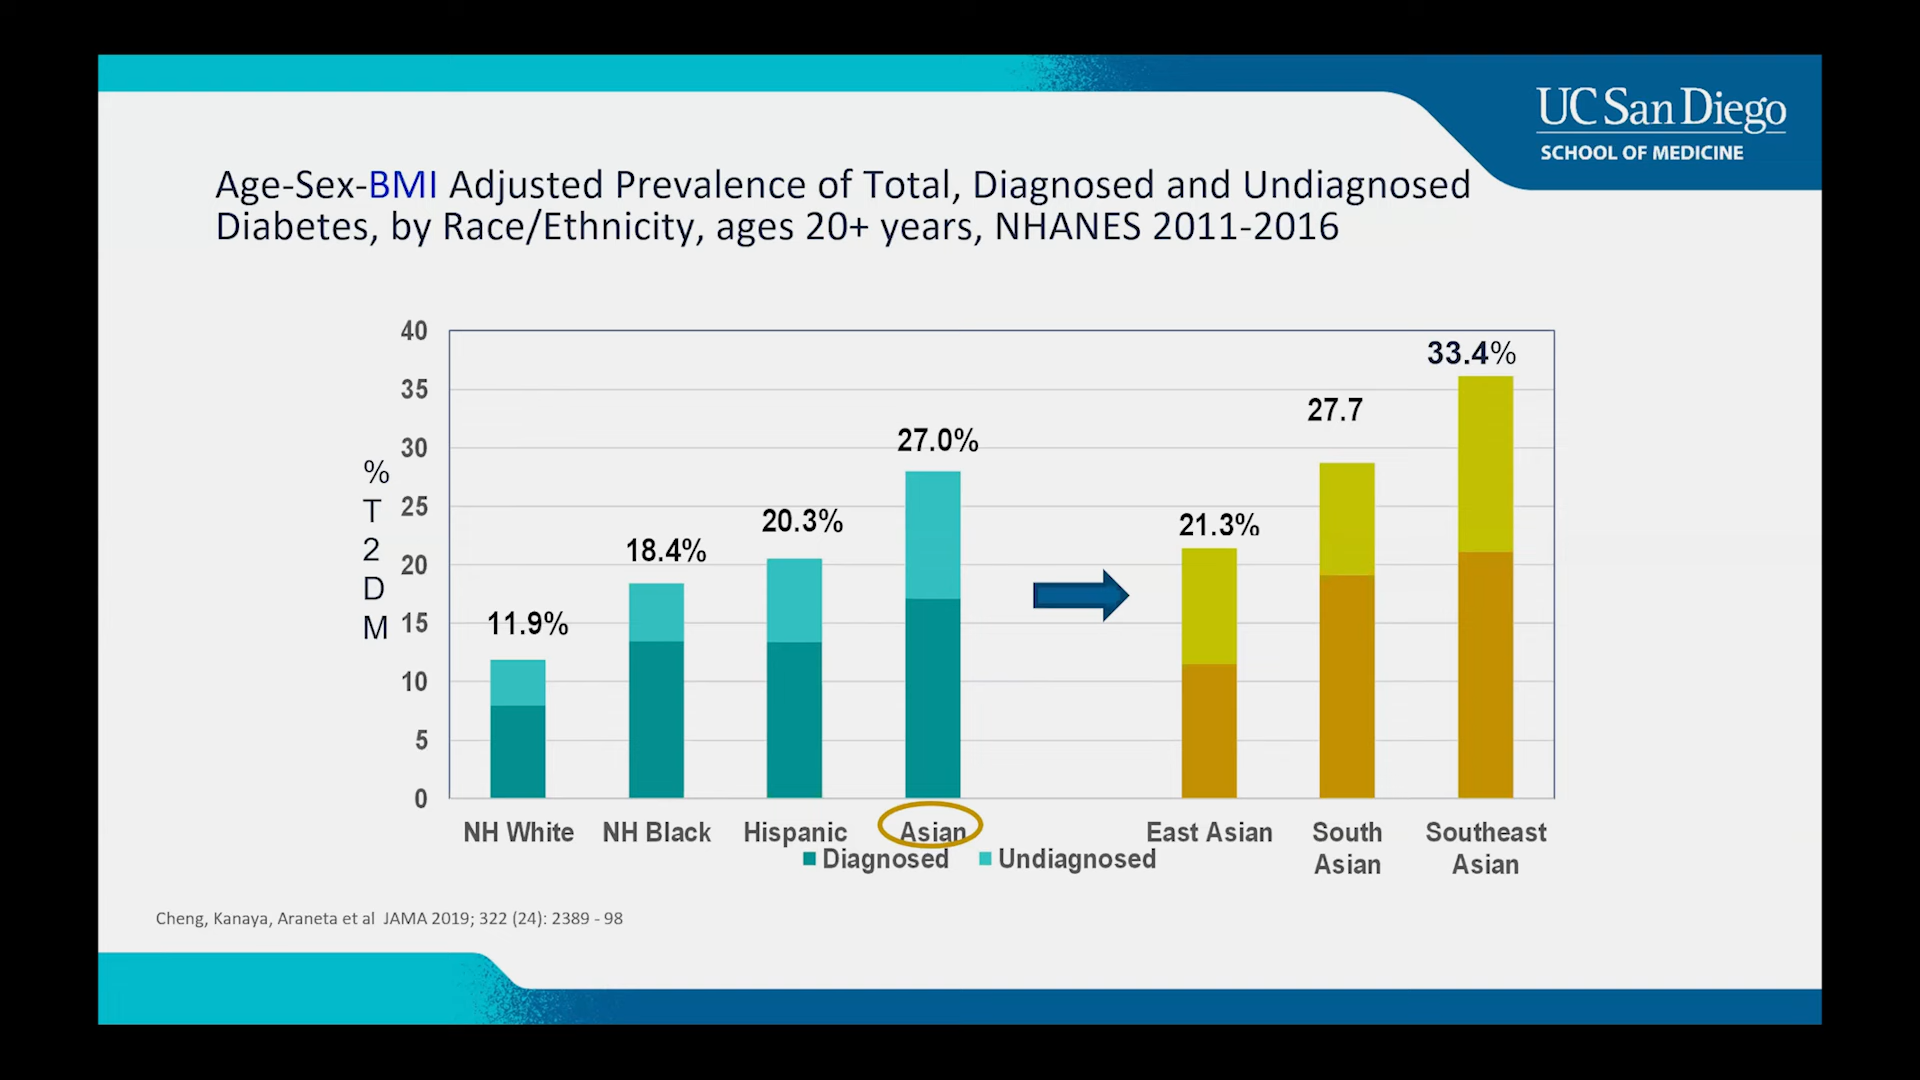 UC San Diego
SCHOOL OF MEDICINE
Age-Sex-BMI Adjusted Prevalence of Total, Diagnosed and Undiagnosed
Diabetes, by Race/Ethnicity, ages 20+ years, NHANES 2011-2016
%
T
2
D
M
40
35
30
25
20
15
10
5
0
11.9%
18.4%
20.3%
27.0%
21.3%
27.7
33.4%
NH White
NH Black
Hispanic
Asian
East Asian
South
Asian
Southeast
Asian
Diagnosed
Undiagnosed
Cheng, Kanaya, Araneta et al JAMA 2019; 322 (24): 2389 - 98